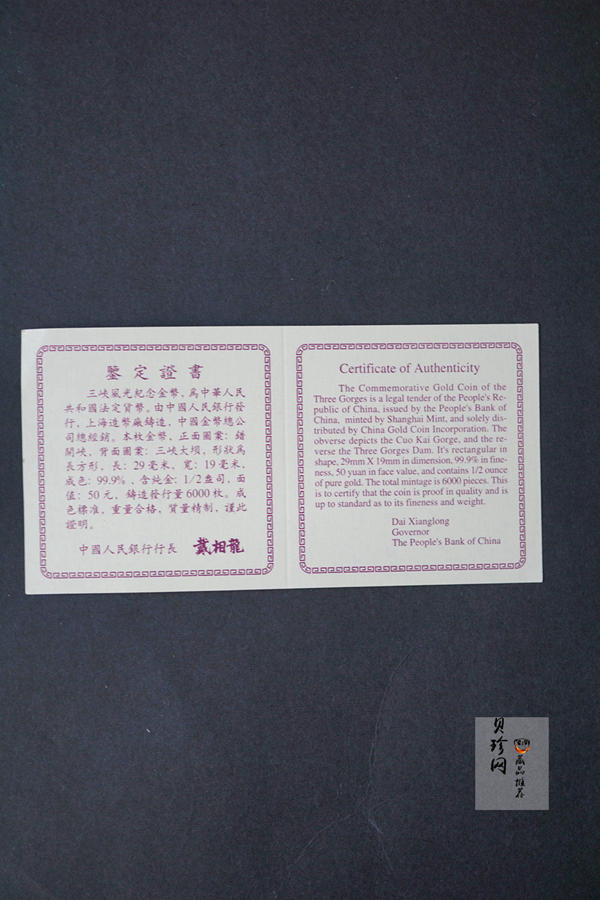 鑒定證書
三峽風光紀念金幣，爲中華人民
共和國法定貨幣。由中國人民銀行發
行，上海造幣廠鑄造，中國金幣總公
司總經銷。本枚金幣，正面圖案：錯
開峽，背面圖案：三峽大壩，形狀爲
長方形，長：29毫米，寬：19毫米，
成色：99.9%，含純金：1/2盎司，面
值：50元，鑄造發行量6000枚。成
色標准，重量合格，質量精制，謹此
證明。
中國人民銀行行長 戴相龍
Certificate of Authenticity
The Commemorative Gold Coin of the
Three Gorges is a legal tender of the People's Re-
public of China, issued by the People's Bank of
China, minted by Shanghai Mint, and solely dis-
tributed by China Gold Coin Incorporation. The
obverse depicts the Cuo Kai Gorge, and the re-
verse the Three Gorges Dam. It's rectangular in
shape, 29mm X 19mm in dimension, 99.9% in fine-
ness, 50 yuan in face value, and contains 1/2 ounce
of pure gold. The total mintage is 6000 pieces. This
is to certify that the coin is proof in quality and is
up to standard as to its fineness and weight.
Dai Xianglong
Governor
The People's Bank of China
贝珍网
藏品推荐